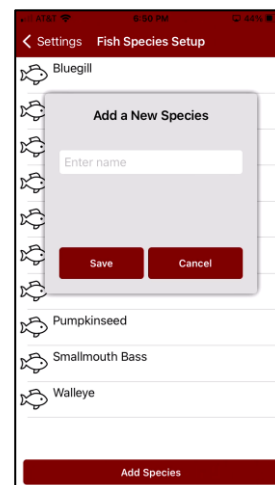 AT&T 9:50 PM 44%
Settings Fish Species Setup
Bluegill
Add a New Species
Enter name
Save Cancel
Pumpkinseed
Smallmouth Bass
Walleye
Add Species